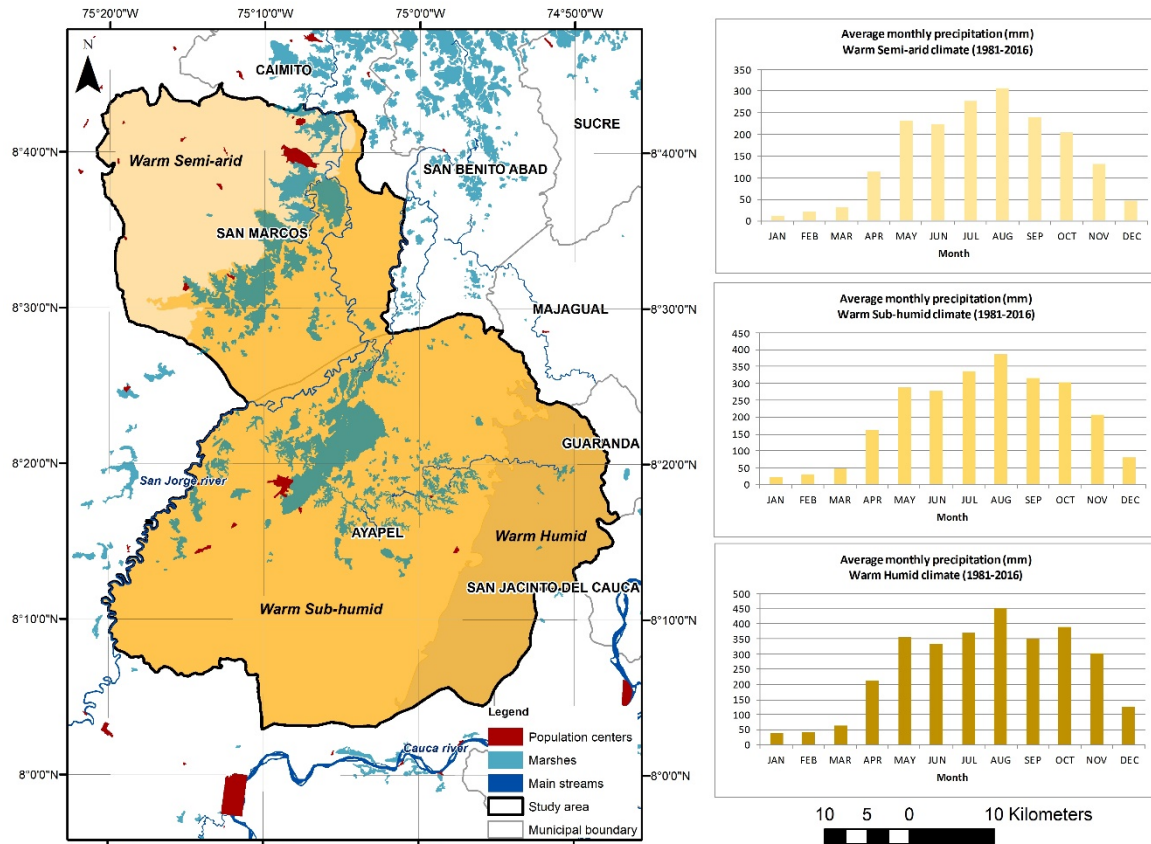 75°20'0"W 75°10'0"W 75°0'0"W 74°50'0"W
N
CAIMITO
SUCRE
8°40'0"N
Warm Semi-arid
8°40'0"N
SAN BENITO ABAD
SAN MARCOS
8°30'0"N
MAJAGUAL
8°30'0"N
GUARANDA
8°20'0"N
San Jorge river
8°20'0"N
AYAPEL
Warm Humid
SAN JACINTO DEL CAUCA
8°10'0"N
Warm Sub-humid
8°10'0"N
Legend
Population centers
Marshes
Main streams
Study area
Municipal boundary
Cauca river
8°0'0"N
8°0'0"N
Average monthly precipitation (mm)
Warm Semi-arid climate (1981-2016)
350
300
250
200
150
100
50
0
JAN FEB MAR APR MAY JUN JUL AUG SEP OCT NOV DEC
Month
Average monthly precipitation (mm)
Warm Sub-humid climate (1981-2016)
450
400
350
300
250
200
150
100
50
0
JAN FEB MAR APR MAY JUN JUL AUG SEP OCT NOV DEC
Month
Average monthly precipitation (mm)
Warm Humid climate (1981-2016)
500
450
400
350
300
250
200
150
100
50
0
JAN FEB MAR APR MAY JUN JUL AUG SEP OCT NOV DEC
Month
10 5 0 10 Kilometers